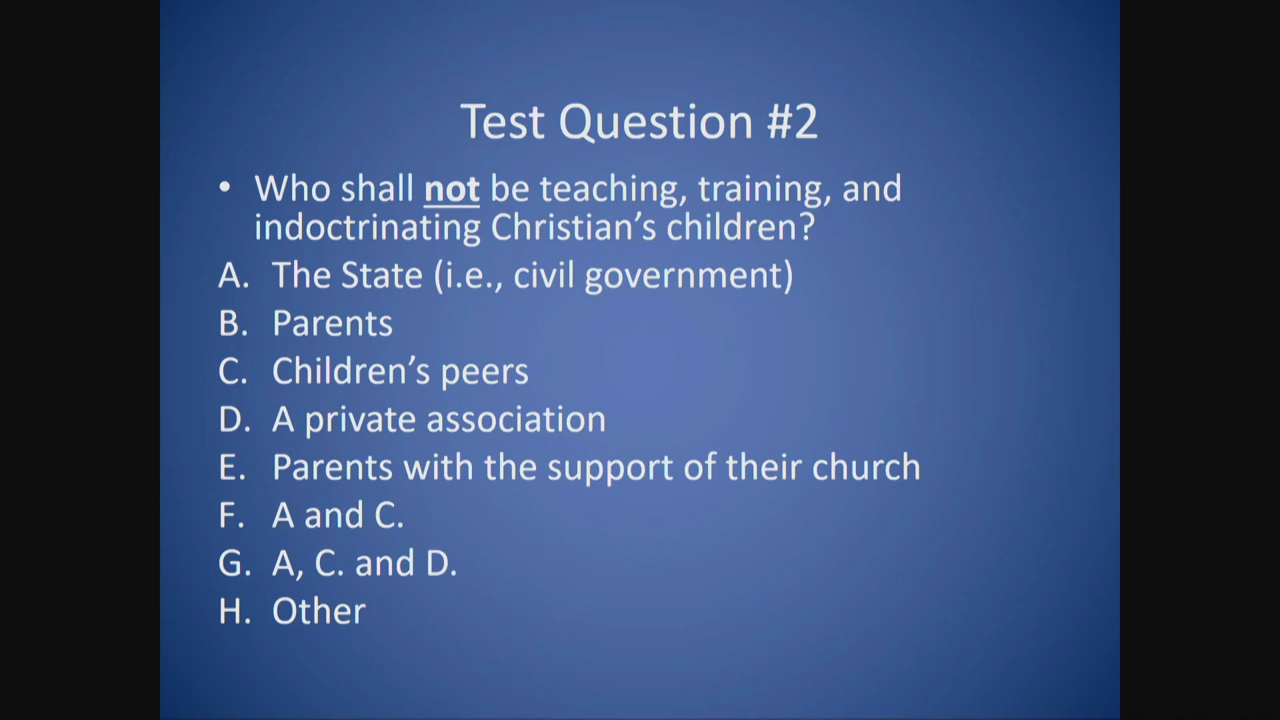 Test Question #2
• Who shall not be teaching, training, and
indoctrinating Christian’s children?
A. The State (i.e., civil government)
B. Parents
C. Children’s peers
D. A private association
E. Parents with the support of their church
F. A and C.
G. A, C. and D.
H. Other